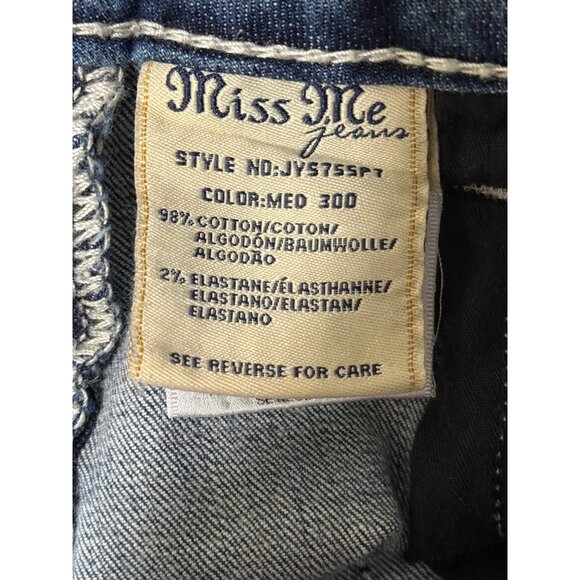 Miss Me
jeans
STYLE NO:JY5755P7
COLOR:MED 300
98% COTTON/COTON/
ALGODÓN/BAUMWOLLE/
ALGODÃO
2% ELASTANE/ÉLASTHANNE/
ELASTANO/ELASTAN/
ELASTANO
SEE REVERSE FOR CARE